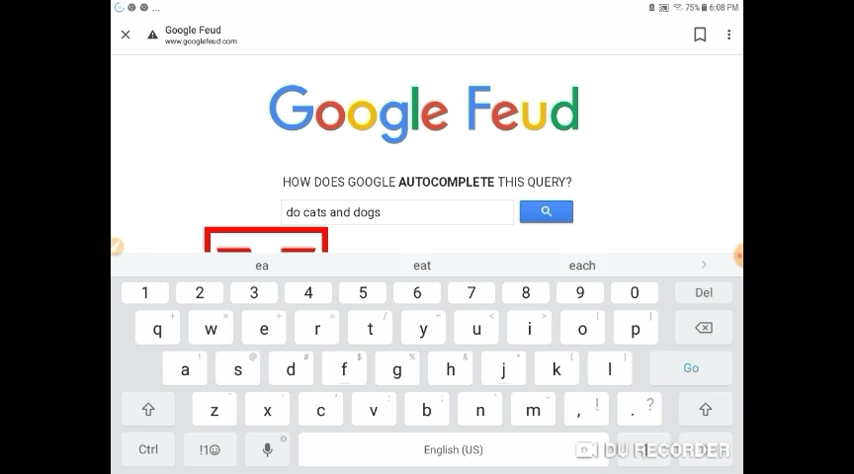 75% 6:08 PM
Google Feud
www.googlefeud.com
Google Feud
HOW DOES GOOGLE AUTOCOMPLETE THIS QUERY?
do cats and dogs
ea eat each
1 2 3 4 5 6 7 8 9 0 Del
q w e r t y u i o p
a s d f g h j k l Go
z x c v b n m , ! . ?
Ctrl !1☺ English (US)
DU RECORDER